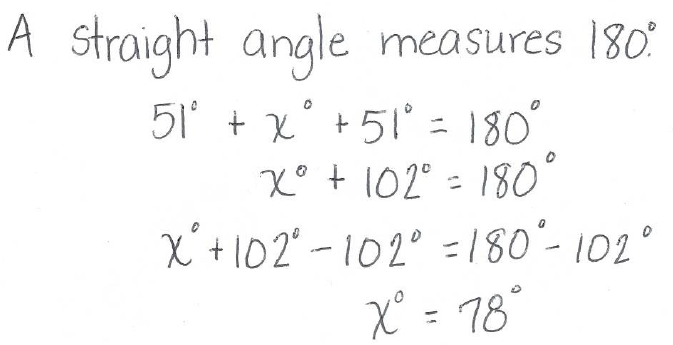 A straight angle measures 180°.
51° + x° + 51° = 180°
x° + 102° = 180°
x° + 102° - 102° = 180° - 102°
x° = 78°